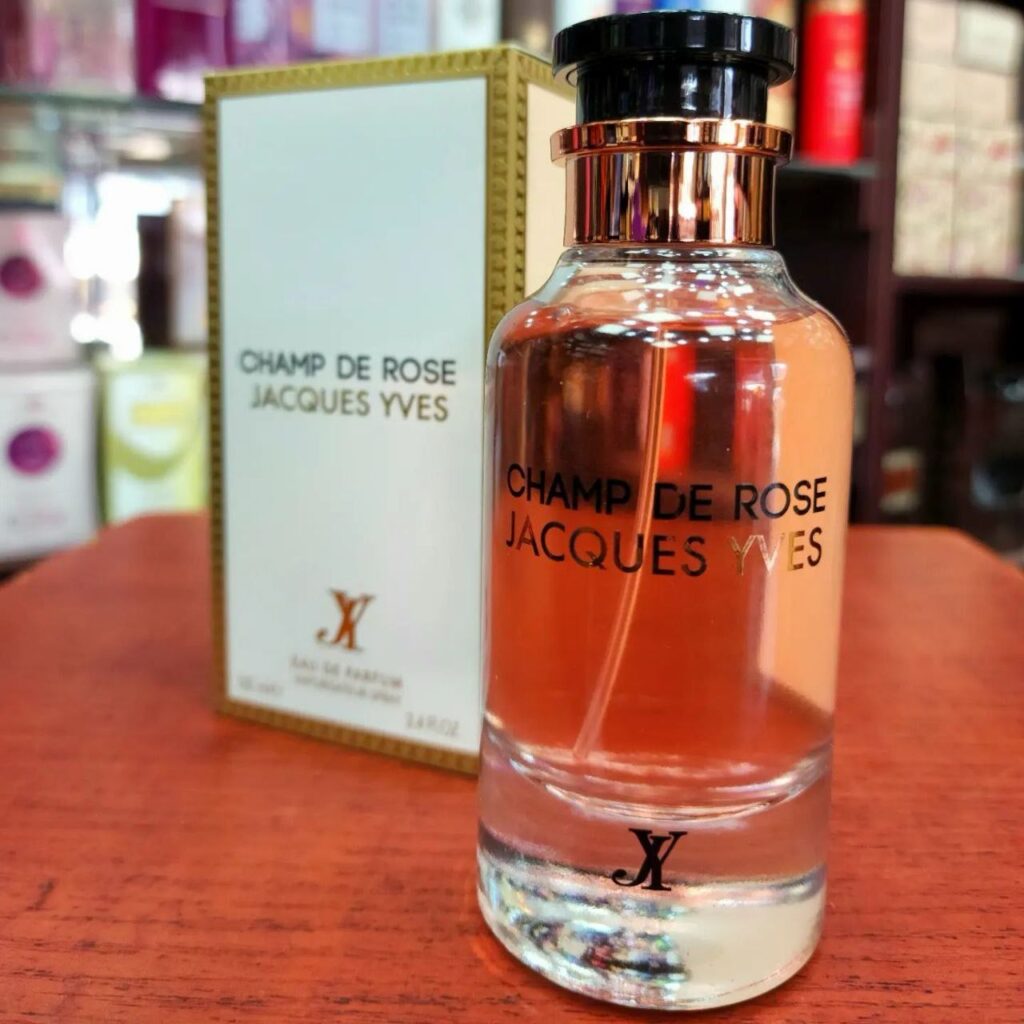 CHAMP DE ROSE
JACQUES YVES
JY
EAU DE PARFUM
3.4 FL.OZ
CHAMP DE ROSE
JACQUES YVES
JY